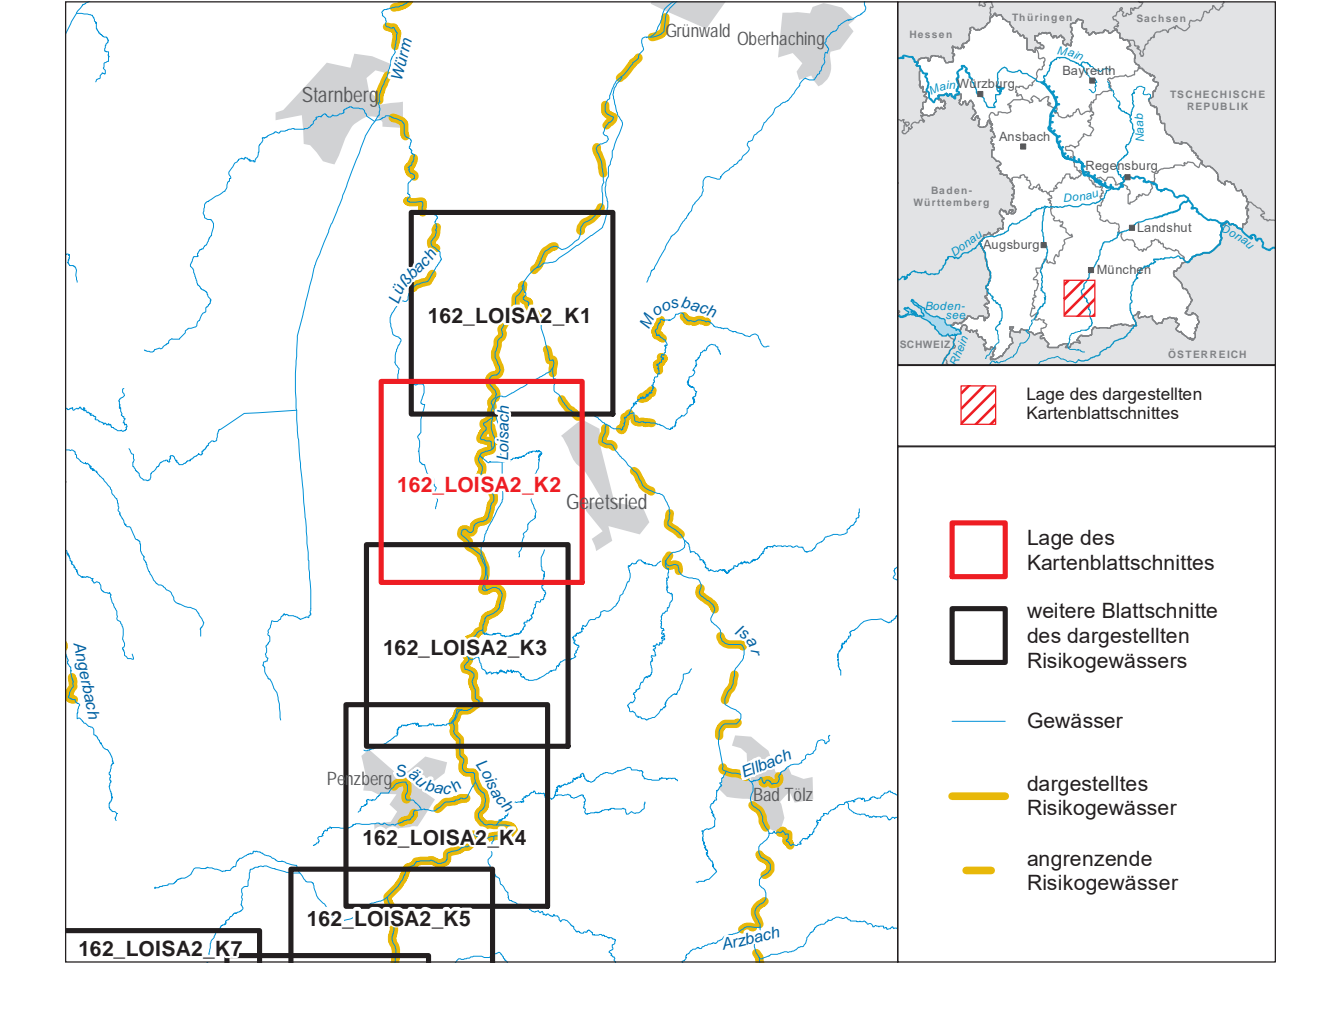 Grünwald
Oberhaching
Würm
Starnberg
Lüßbach
162_LOISA2_K1
Moosbach
Loisach
162_LOISA2_K2
Geretsried
Isar
162_LOISA2_K3
Angerbach
Penzberg
Säubach
Loisach
Ellbach
Bad Tölz
162_LOISA2_K4
162_LOISA2_K5
Arzbach
162_LOISA2_K7
Thüringen
Sachsen
Hessen
Main
Bayreuth
Main
Würzburg
TSCHECHISCHE
REPUBLIK
Naab
Ansbach
Regensburg
Baden-
Württemberg
Donau
Donau
Augsburg
Landshut
Donau
München
Boden-
see
SCHWEIZ
Rhein
ÖSTERREICH
Lage des dargestellten
Kartenblattschnittes
Lage des
Kartenblattschnittes
weitere Blattschnitte
des dargestellten
Risikogewässers
Gewässer
dargestelltes
Risikogewässer
angrenzende
Risikogewässer